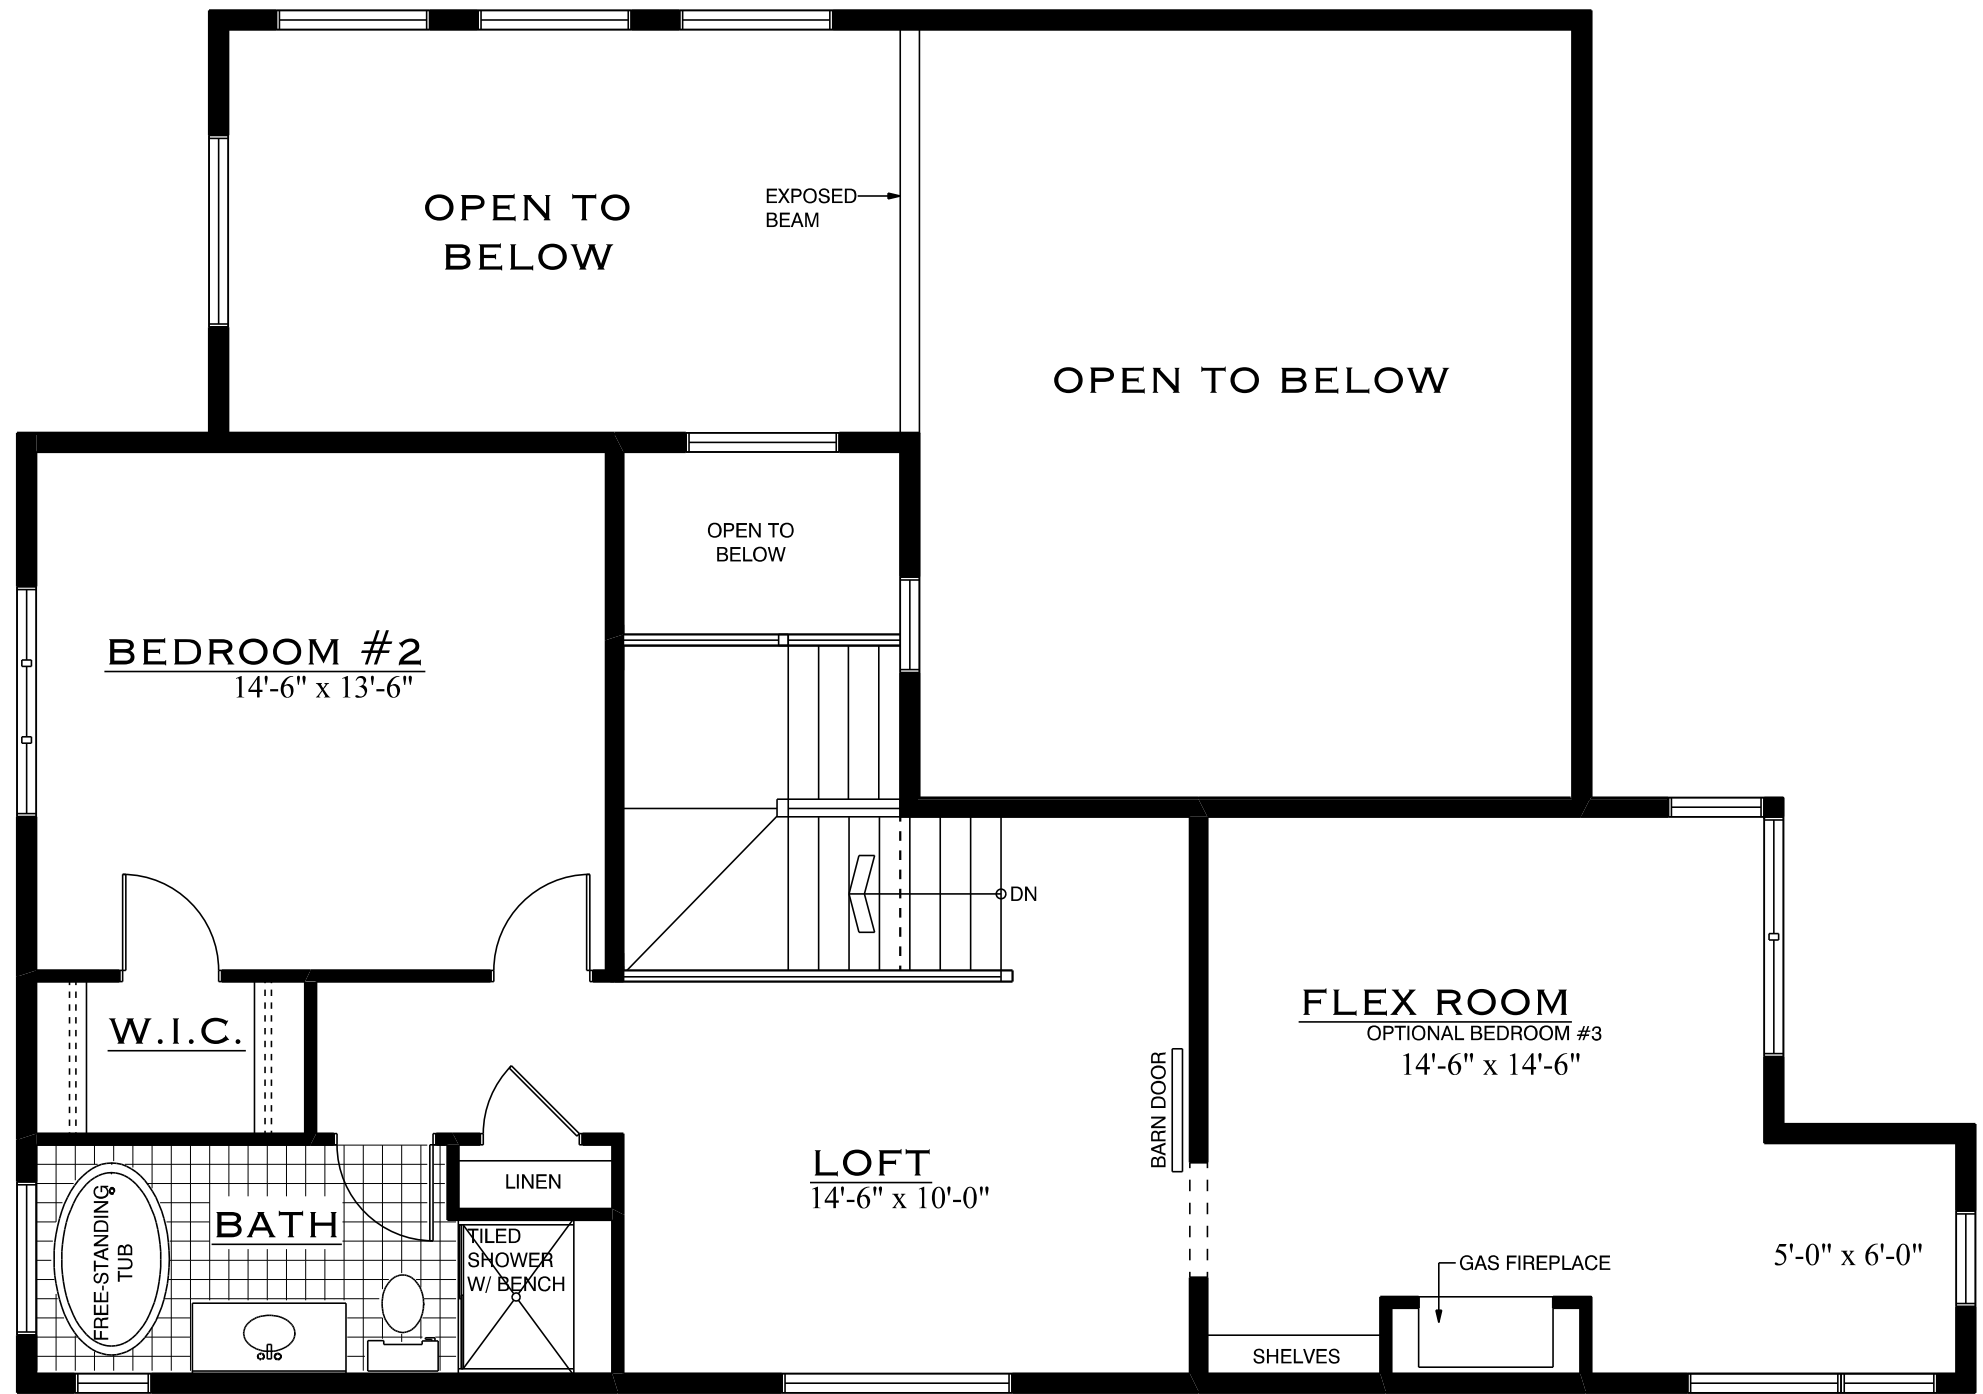 OPEN TO
BELOW
EXPOSED
BEAM
OPEN TO BELOW
OPEN TO
BELOW
BEDROOM #2
14'-6" x 13'-6"
DN
W.I.C.
FLEX ROOM
OPTIONAL BEDROOM #3
14'-6" x 14'-6"
BARN DOOR
LOFT
14'-6" x 10'-0"
LINEN
BATH
FREE-STANDING
TUB
TILED
SHOWER
W/ BENCH
GAS FIREPLACE
5'-0" x 6'-0"
SHELVES